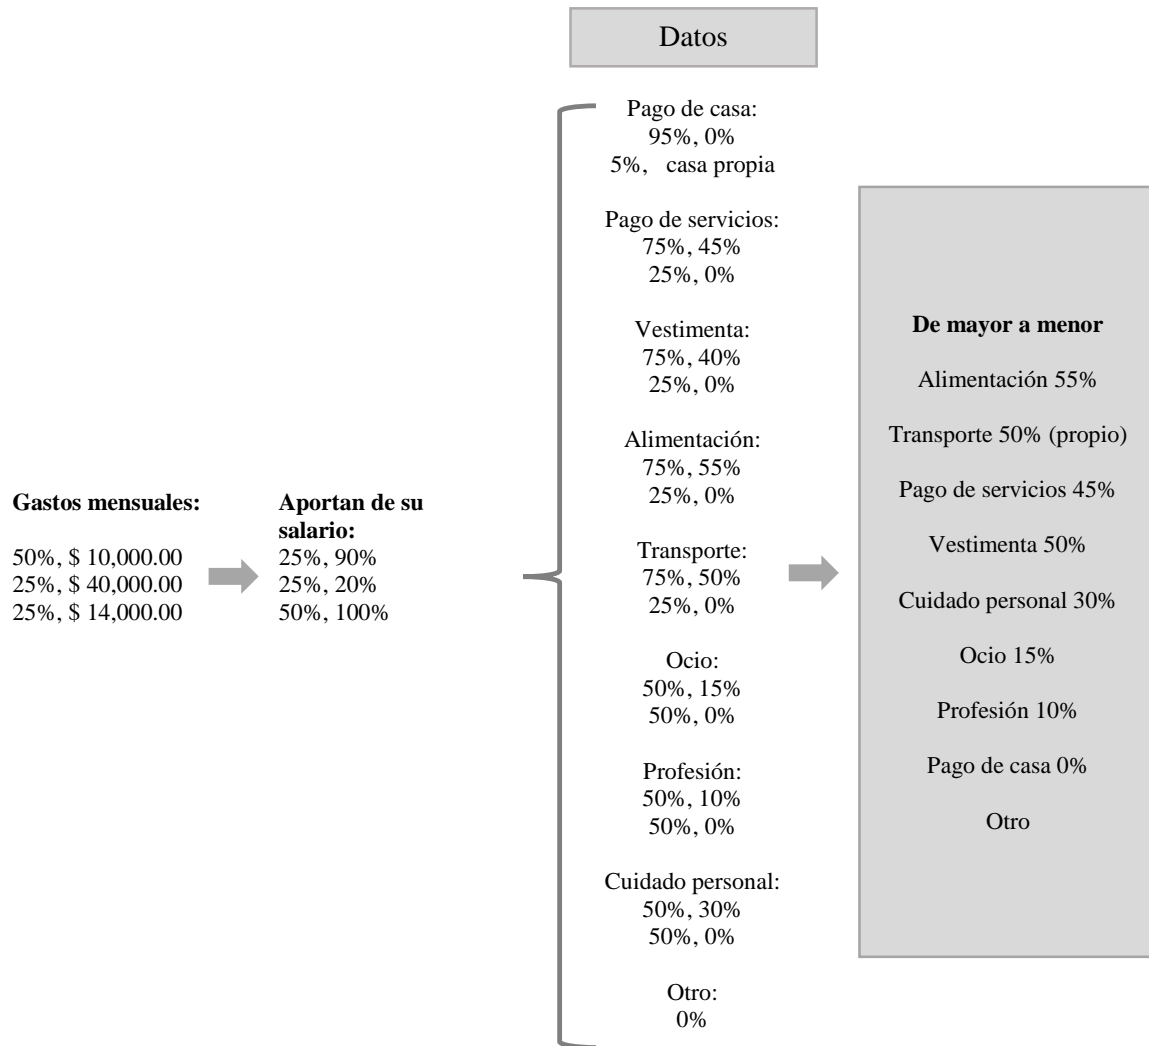 Datos
Gastos mensuales:
50%, $ 10,000.00
25%, $ 40,000.00
25%, $ 14,000.00
Aportan de su
salario:
25%, 90%
25%, 20%
50%, 100%
Pago de casa:
95%, 0%
5%, casa propia
Pago de servicios:
75%, 45%
25%, 0%
Vestimenta:
75%, 40%
25%, 0%
Alimentación:
75%, 55%
25%, 0%
Transporte:
75%, 50%
25%, 0%
Ocio:
50%, 15%
50%, 0%
Profesión:
50%, 10%
50%, 0%
Cuidado personal:
50%, 30%
50%, 0%
Otro:
0%
De mayor a menor
Alimentación 55%
Transporte 50% (propio)
Pago de servicios 45%
Vestimenta 50%
Cuidado personal 30%
Ocio 15%
Profesión 10%
Pago de casa 0%
Otro